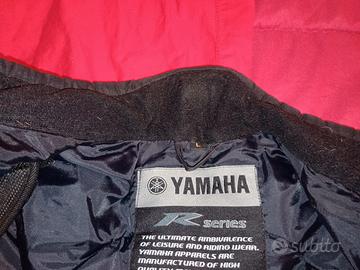 L
YAMAHA
R series
THE ULTIMATE AMBIVALENCE
OF LEISURE AND RIDING WEAR.
YAMAHA APPARELS ARE
MANUFACTURED OF HIGH
subito